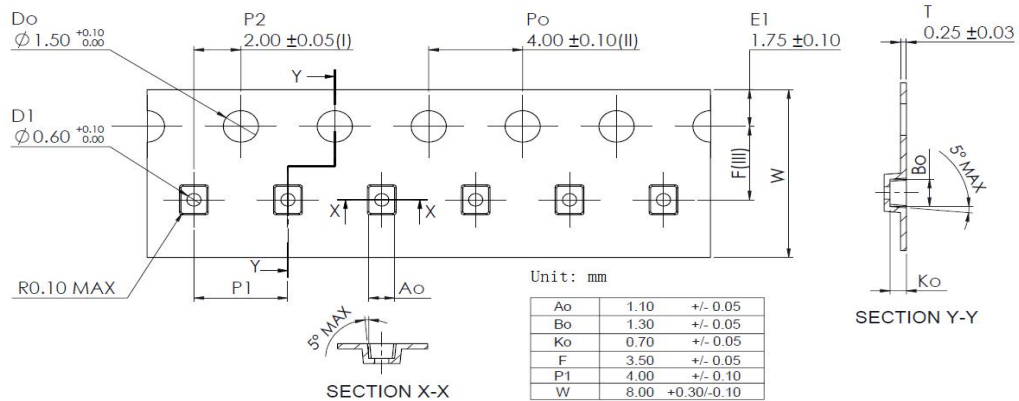 Do
Ø1.50 +0.10 0.00
P2
2.00 ±0.05(I)
Po
4.00 ±0.10(II)
E1
1.75 ±0.10
T
0.25 ±0.03
Y
D1
Ø0.60 +0.10 0.00
F(III)
W
Bo
5° MAX
X
X
Y
R0.10 MAX
P1
Ao
Ko
5° MAX
SECTION X-X
SECTION Y-Y
Unit: mm
Ao 1.10 +/- 0.05
Bo 1.30 +/- 0.05
Ko 0.70 +/- 0.05
F 3.50 +/- 0.05
P1 4.00 +/- 0.10
W 8.00 +0.30/-0.10